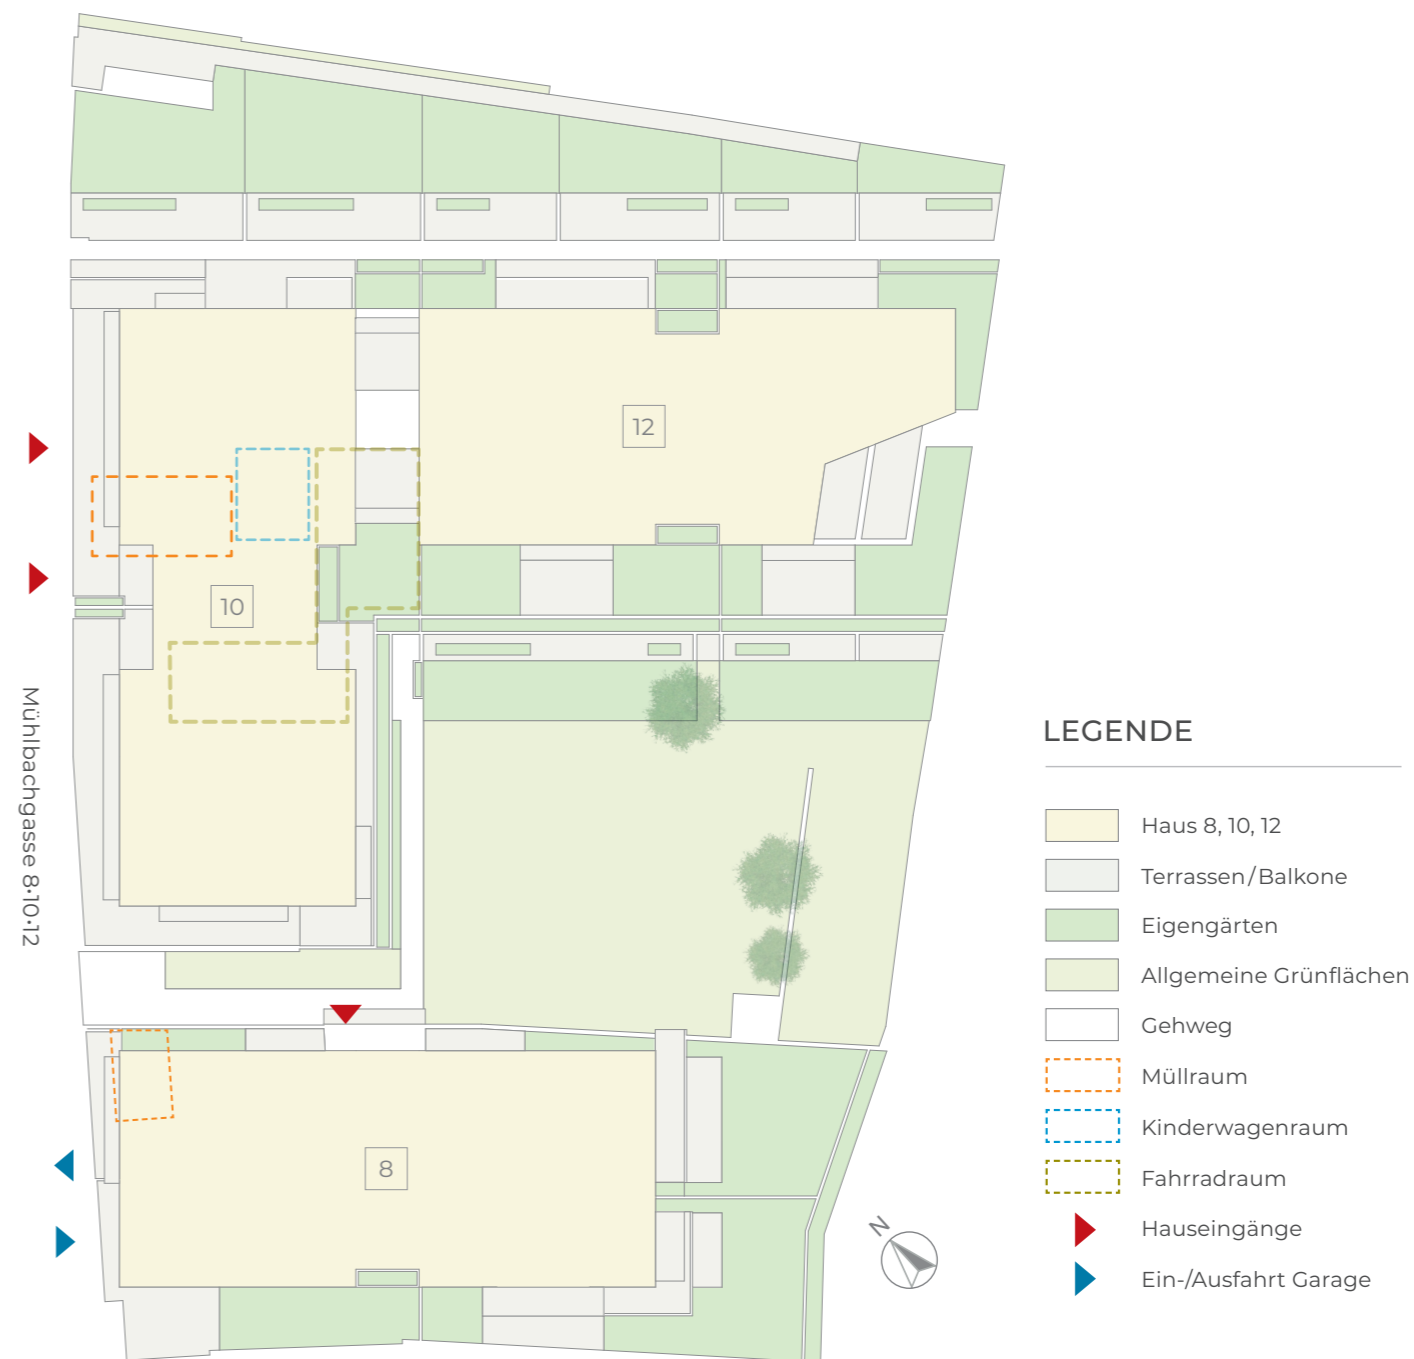 12
10
Mühlbachgasse 8·10·12
8
N
LEGENDE
Haus 8, 10, 12
Terrassen/Balkone
Eigengärten
Allgemeine Grünflächen
Gehweg
Müllraum
Kinderwagenraum
Fahrradraum
Hauseingänge
Ein-/Ausfahrt Garage